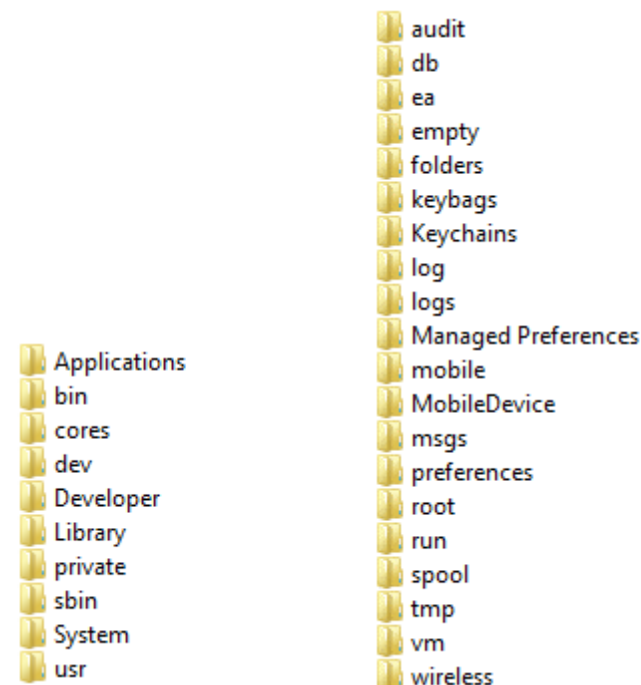 Applications
bin
cores
dev
Developer
Library
private
sbin
System
usr
audit
db
ea
empty
folders
keybags
Keychains
log
logs
Managed Preferences
mobile
MobileDevice
msgs
preferences
root
run
spool
tmp
vm
wireless